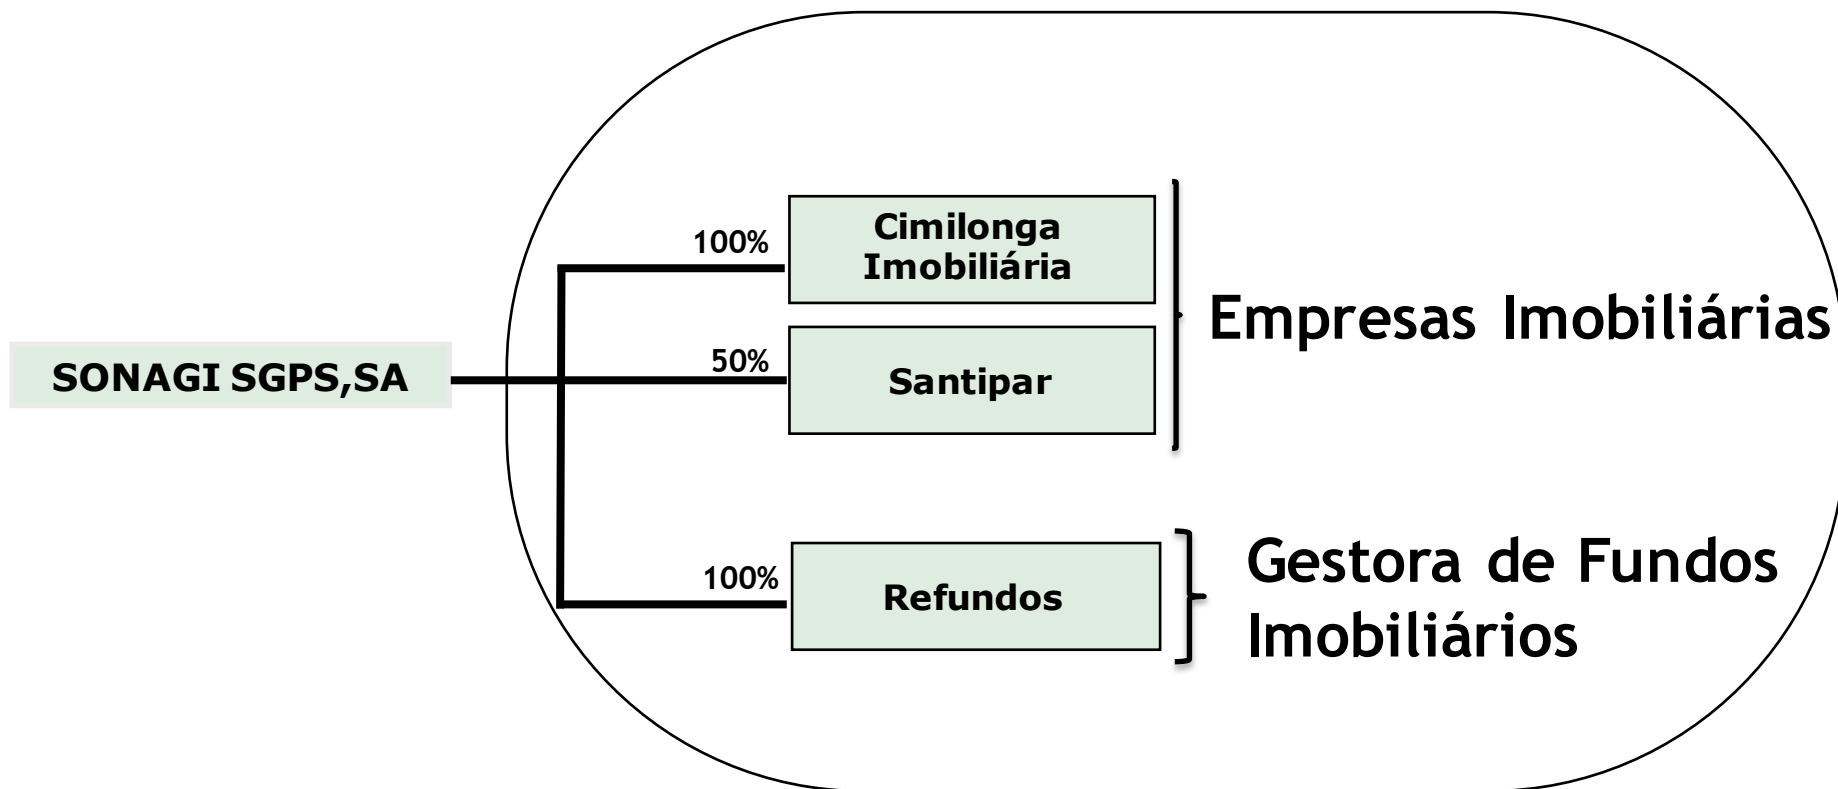 SONAGI SGPS,SA
100%
Cimilonga
Imobiliária
50%
Santipar
Empresas Imobiliárias
100%
Refundos
Gestora de Fundos
Imobiliários